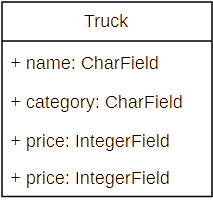 Truck
+ name: CharField
+ category: CharField
+ price: IntegerField
+ price: IntegerField